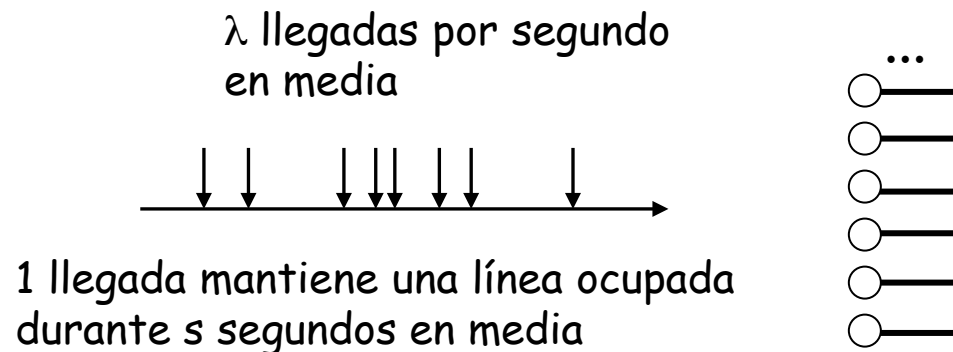 λ llegadas por segundo
en media
...
1 llegada mantiene una línea ocupada
durante s segundos en media